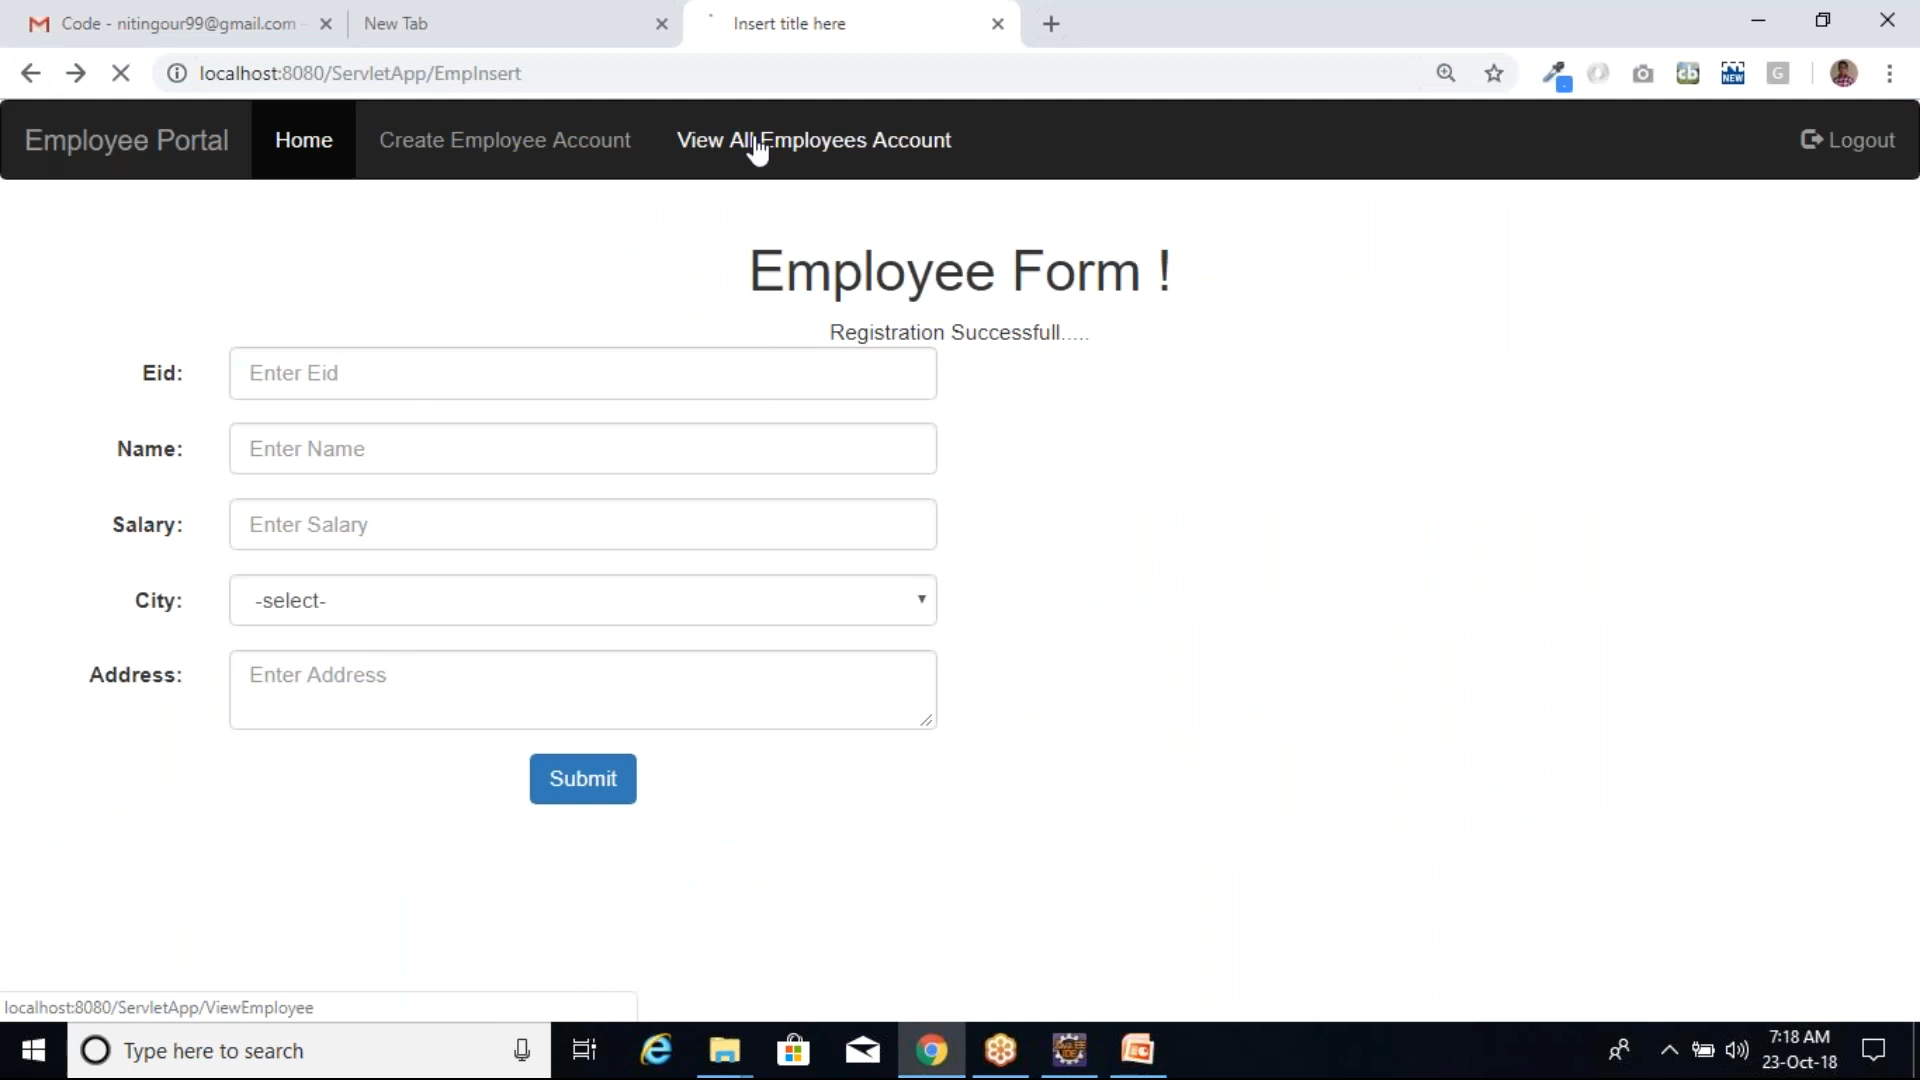 Code - nitingour99@gmail.com -
New Tab
Insert title here
localhost:8080/ServletApp/EmpInsert
cb
NEW
G
Employee Portal
Home
Create Employee Account
View All Employees Account
Logout
Employee Form !
Registration Successfull.....
Eid:
Enter Eid
Name:
Enter Name
Salary:
Enter Salary
City:
-select-
Address:
Enter Address
Submit
localhost:8080/ServletApp/ViewEmployee
Type here to search
7:18 AM
23-Oct-18